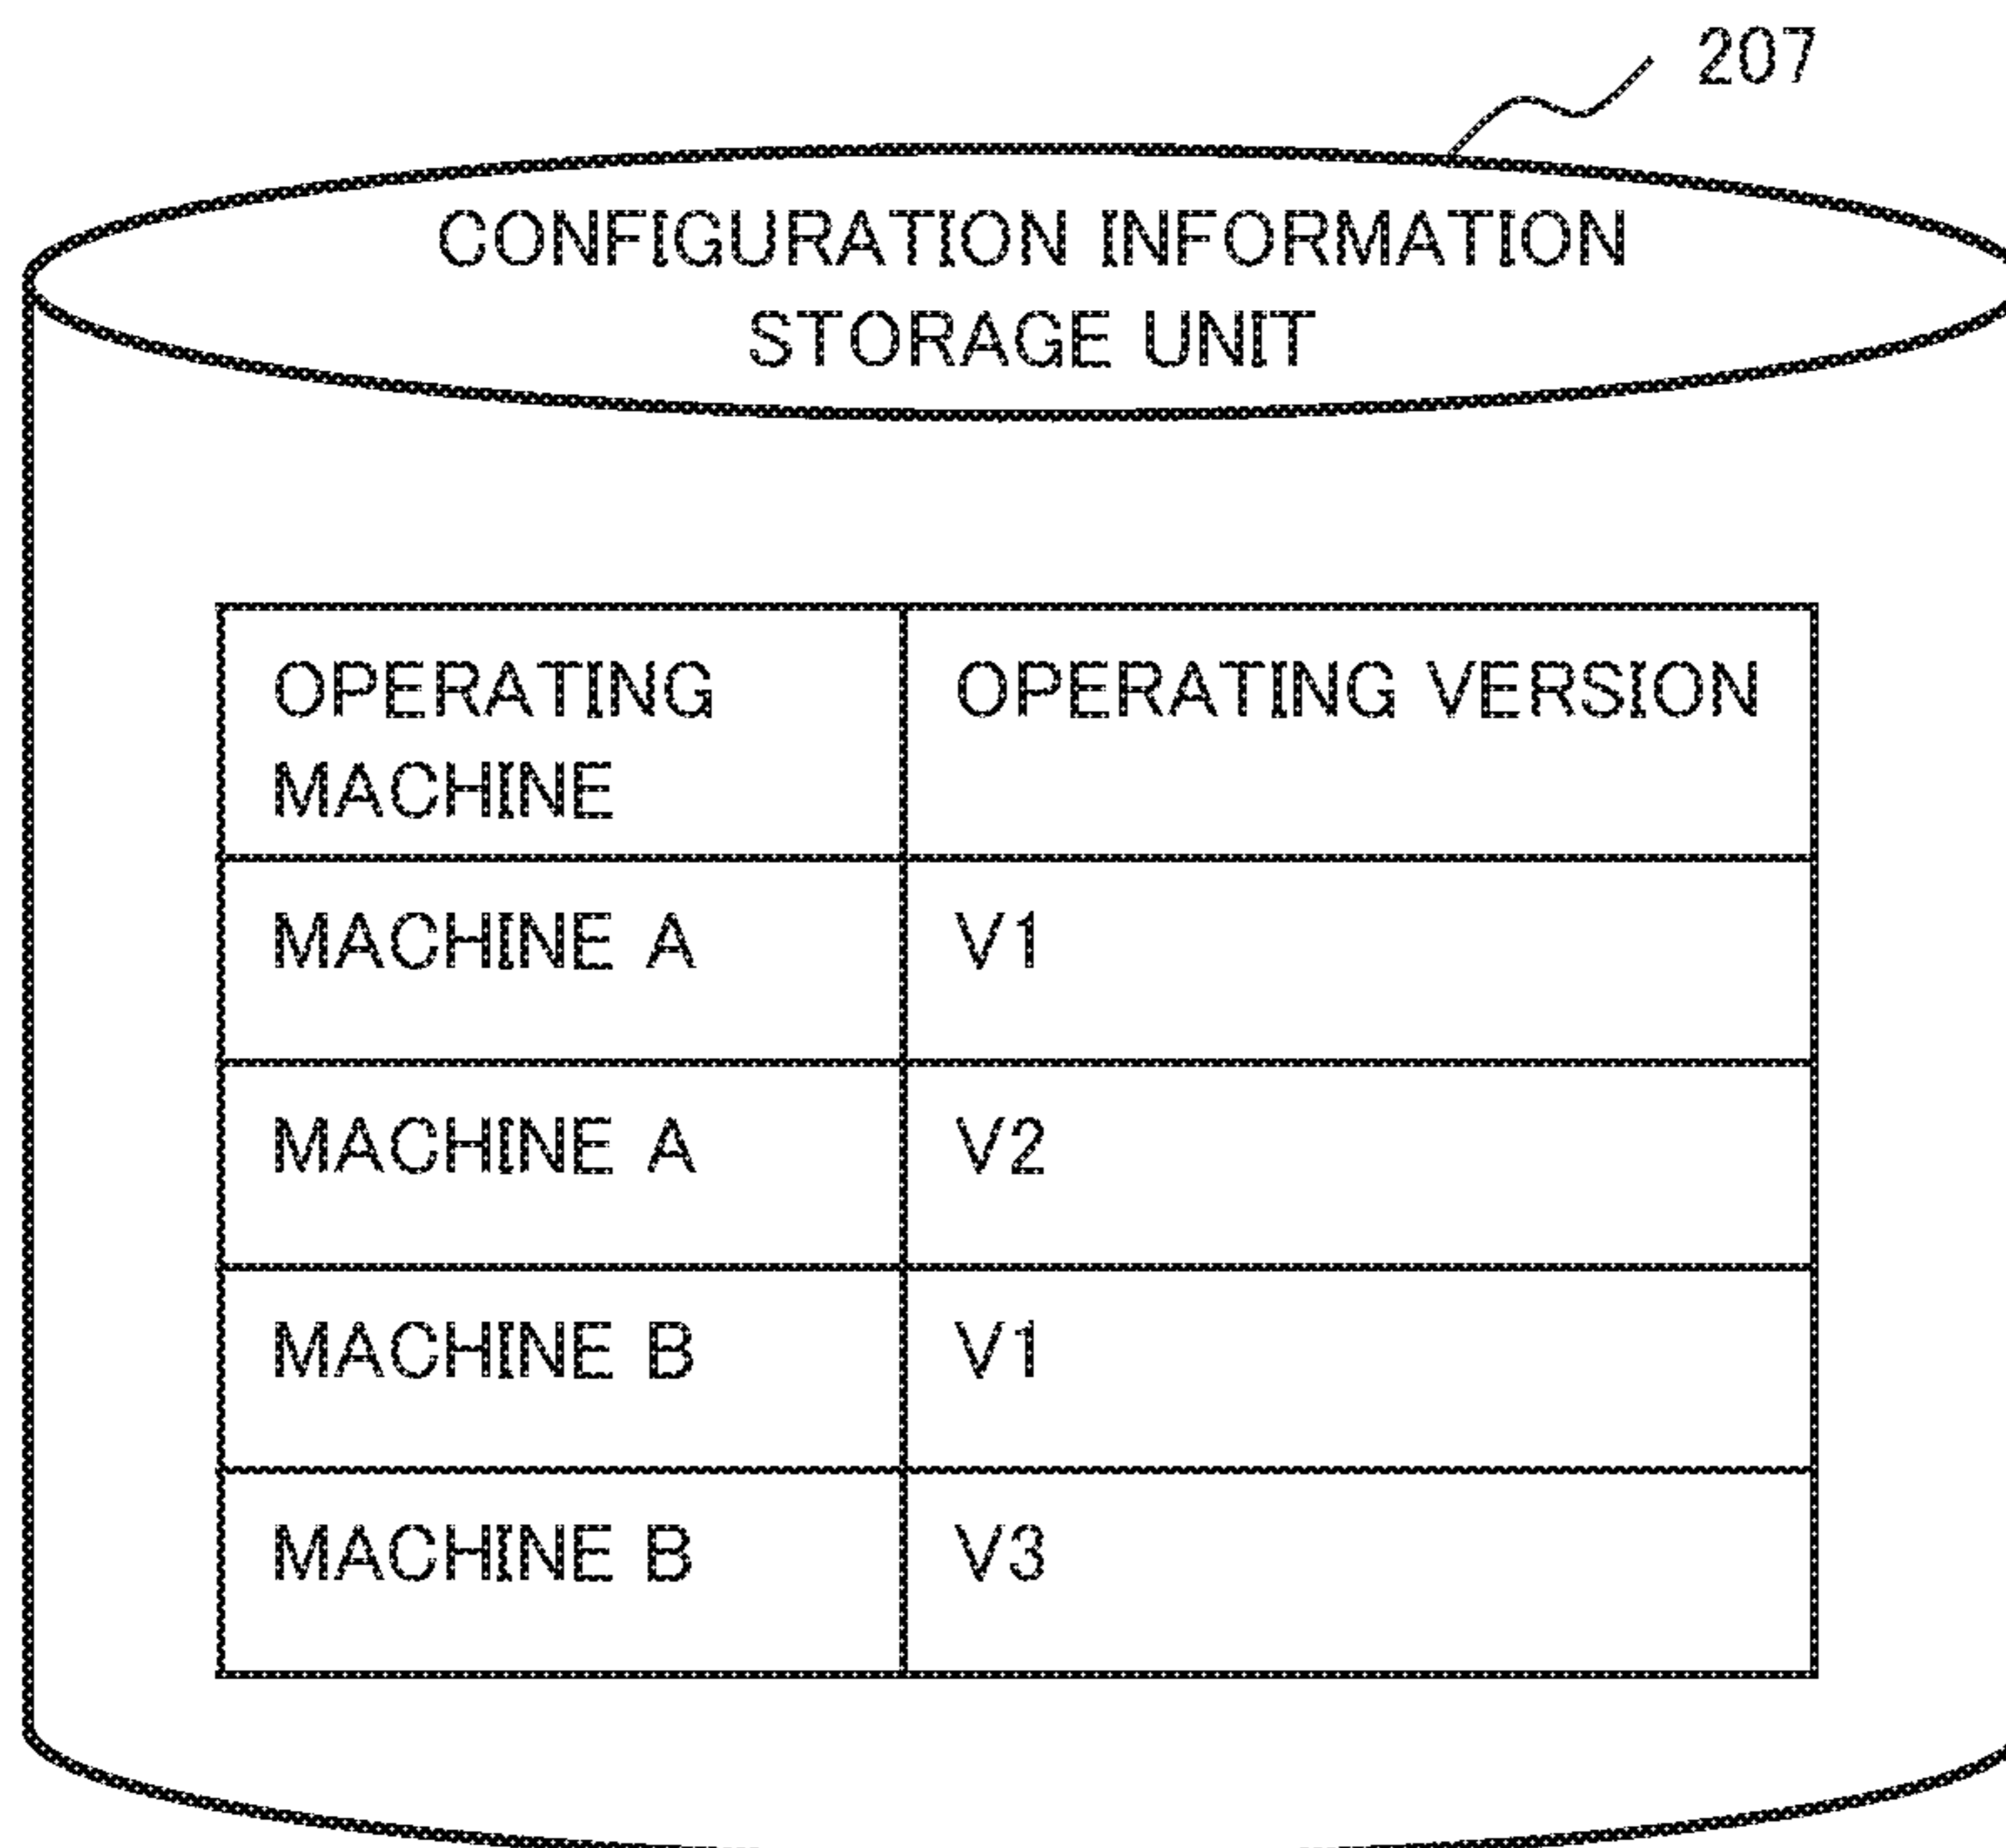 207
CONFIGURATION INFORMATION
STORAGE UNIT
OPERATING MACHINE
OPERATING VERSION
MACHINE A
V1
MACHINE A
V2
MACHINE B
V1
MACHINE B
V3